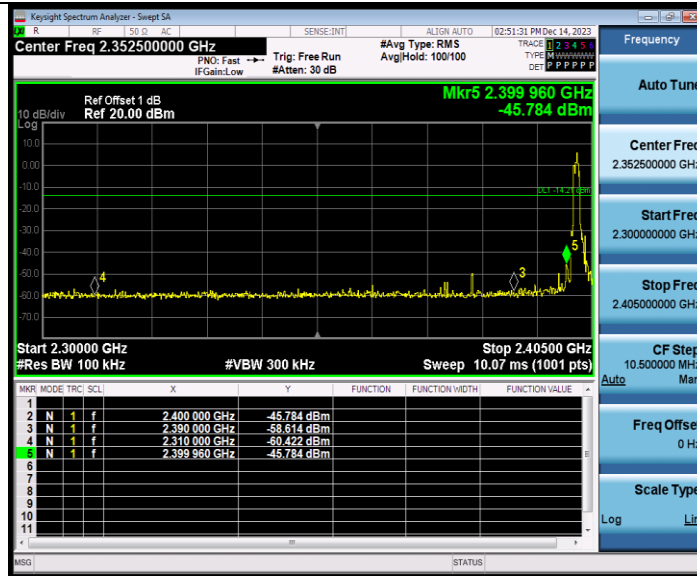 Keysight Spectrum Analyzer - Swept SA
R RF 50 Ω AC SENSE:INT ALIGN AUTO 02:51:31 PM Dec 14, 2023
Center Freq 2.352500000 GHz
PNO: Fast
IFGain:Low
Trig: Free Run
#Atten: 30 dB
#Avg Type: RMS
Avg|Hold: 100/100
TRACE 1 2 3 4 5 6
TYPE M
DET P P P P P P
Ref Offset 1 dB
10 dB/div Ref 20.00 dBm
Log
Mkr5 2.399 960 GHz
-45.784 dBm
10.0
0.00
-10.0
DL1 -14.21 dBm
-20.0
-30.0
-40.0
5
-50.0
4
3
-60.0
-70.0
Start 2.30000 GHz Stop 2.40500 GHz
#Res BW 100 kHz #VBW 300 kHz Sweep 10.07 ms (1001 pts)
MKR MODE TRC SCL X Y FUNCTION FUNCTION WIDTH FUNCTION VALUE
1
2 N 1 f 2.400 000 GHz -45.784 dBm
3 N 1 f 2.390 000 GHz -58.614 dBm
4 N 1 f 2.310 000 GHz -60.422 dBm
5 N 1 f 2.399 960 GHz -45.784 dBm
6
7
8
9
10
11
MSG STATUS
Frequency
Auto Tune
Center Freq
2.352500000 GHz
Start Freq
2.300000000 GHz
Stop Freq
2.405000000 GHz
CF Step
10.500000 MHz
Auto Man
Freq Offset
0 Hz
Scale Type
Log Lin